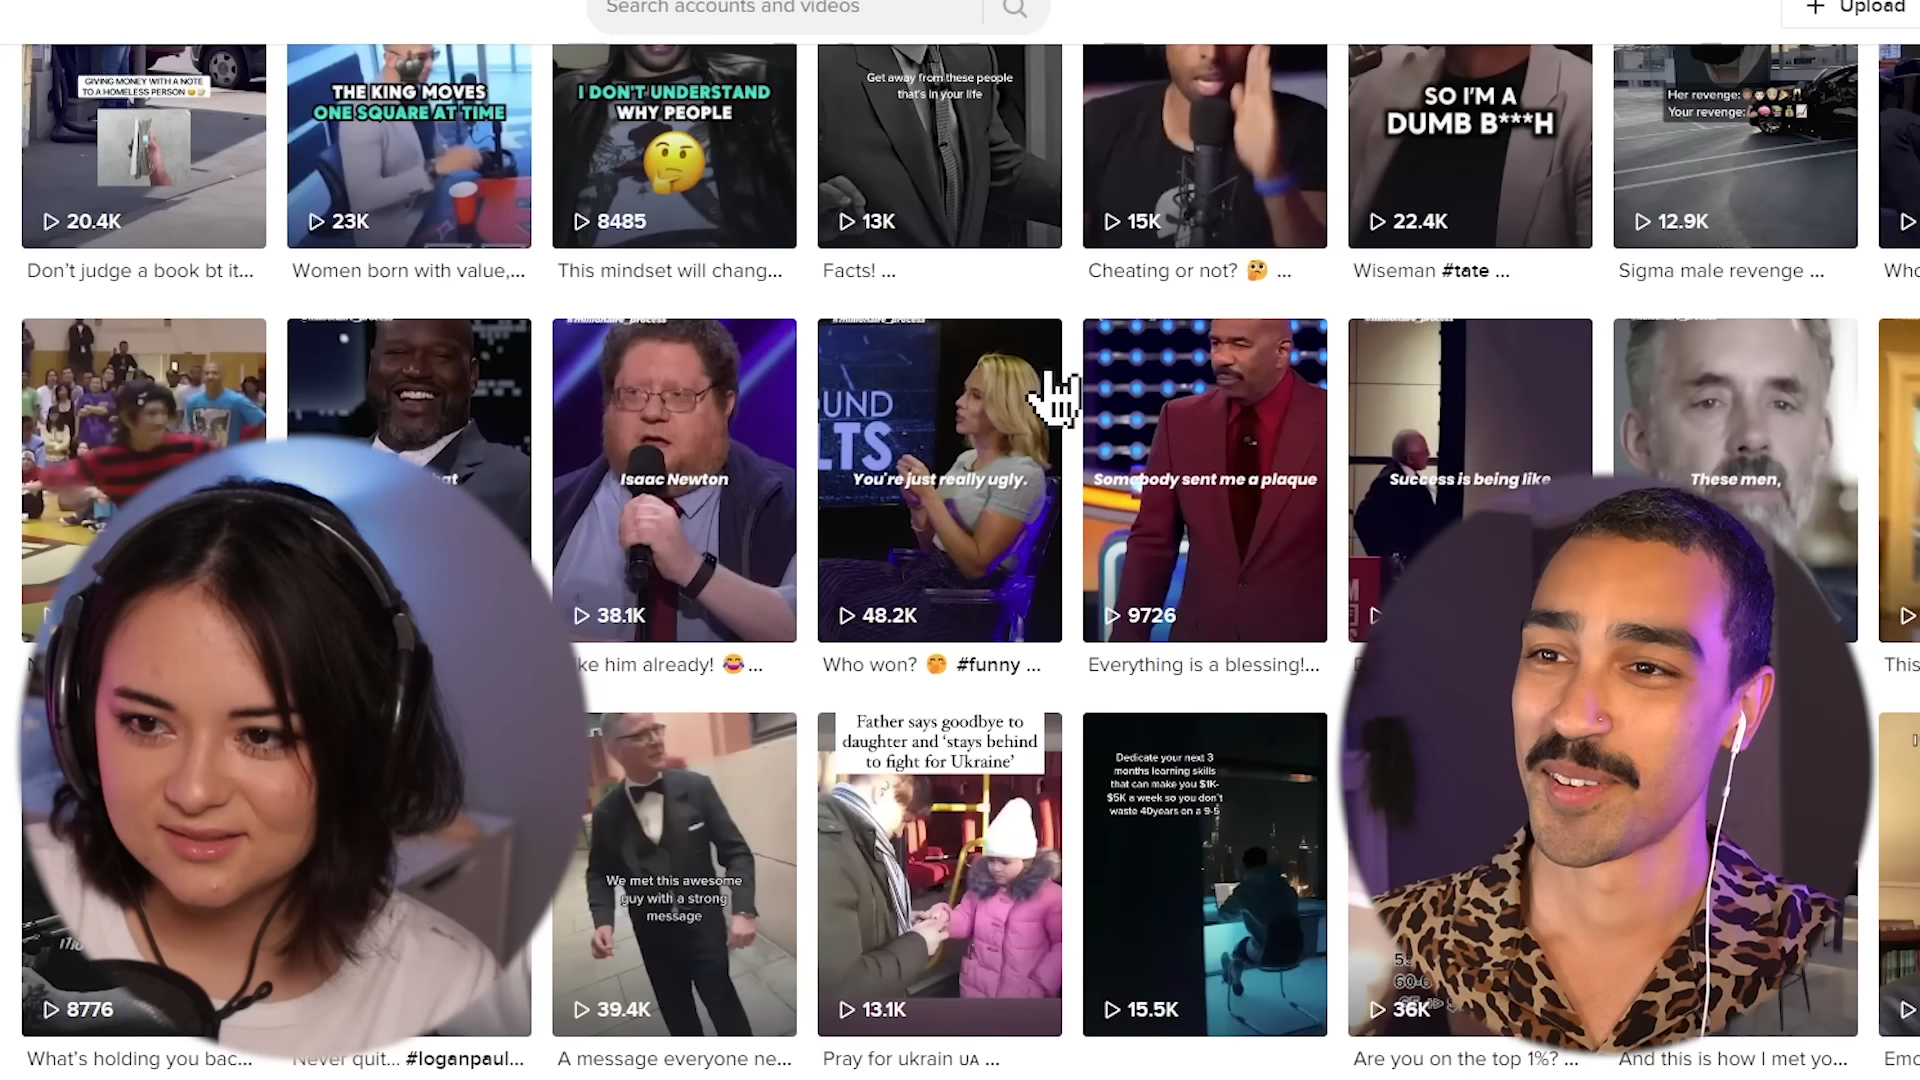 Search accounts and videos
Upload
GIVING MONEY WITH A NOTE
TO A HOMELESS PERSON
20.4K
Don't judge a book bt it...
THE KING MOVES
ONE SQUARE AT TIME
23K
Women born with value,...
I DON'T UNDERSTAND
WHY PEOPLE
8485
This mindset will chang...
Get away from these people
that's in your life
13K
Facts! ...
15K
Cheating or not? 🤔 ...
SO I'M A
DUMB B***H
22.4K
Wiseman #tate ...
Her revenge:
Your revenge:
12.9K
Sigma male revenge ...
Who
Isaac Newton
38.1K
ke him already! 😂...
UND
LTS
You're just really ugly.
48.2K
Who won? 🤭 #funny ...
Somebody sent me a plaque
9726
Everything is a blessing!...
Success is being like
These men,
This
8776
What's holding you bac...
Never quit... #loganpaul...
We met this awesome
guy with a strong
message
39.4K
A message everyone ne...
Father says goodbye to
daughter and 'stays behind
to fight for Ukraine'
13.1K
Pray for ukrain UA ...
Dedicate your next 3
months learning skills
that can make you $1K-
$5K a week so you don't
waste 40years on a 9-5
15.5K
36K
Are you on the top 1%? ...
And this is how I met yo...
Emo